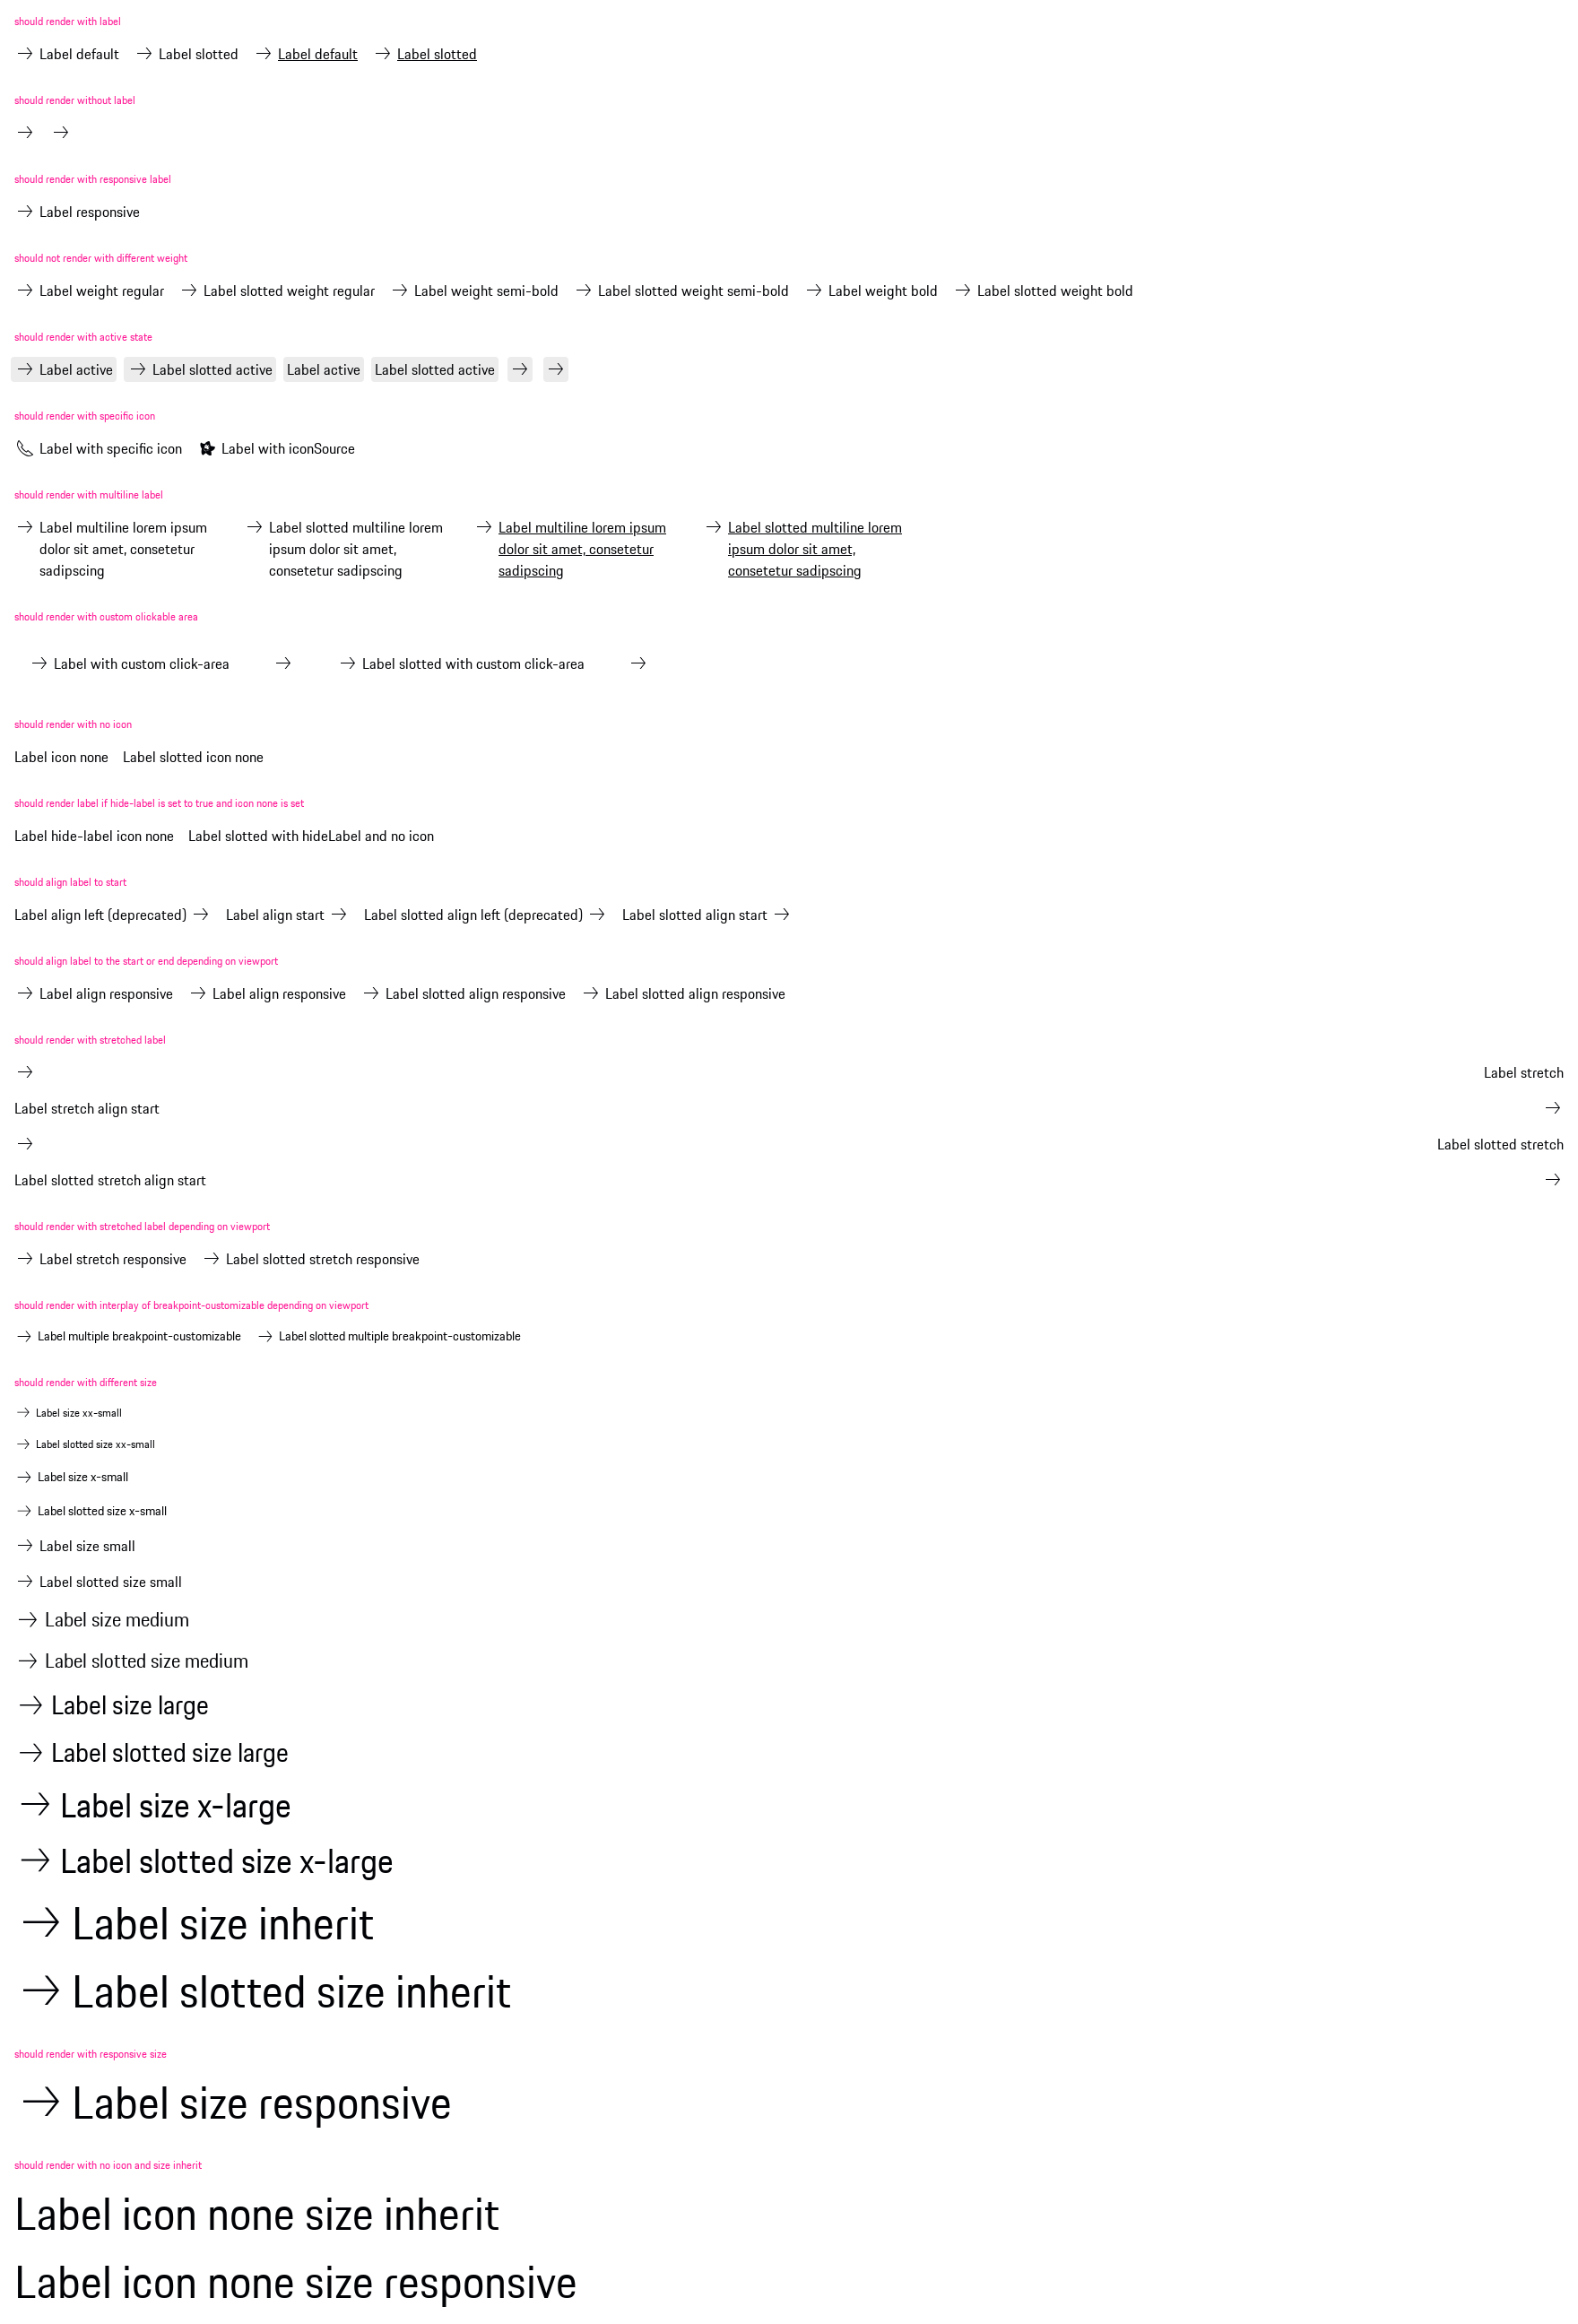 should render with label
Label default Label slotted Label default Label slotted
should render without label
should render with responsive label
Label responsive
should not render with different weight
Label weight regular Label slotted weight regular Label weight semi-bold Label slotted weight semi-bold Label weight bold Label slotted weight bold
should render with active state
Label active Label slotted active Label active Label slotted active
should render with specific icon
Label with specific icon Label with iconSource
should render with multiline label
Label multiline lorem ipsum Label slotted multiline lorem Label multiline lorem ipsum Label slotted multiline lorem
dolor sit amet, consetetur ipsum dolor sit amet, dolor sit amet, consetetur ipsum dolor sit amet,
sadipscing consetetur sadipscing sadipscing consetetur sadipscing
should render with custom clickable area
Label with custom click-area Label slotted with custom click-area
should render with no icon
Label icon none Label slotted icon none
should render label if hide-label is set to true and icon none is set
Label hide-label icon none Label slotted with hideLabel and no icon
should align label to start
Label align left (deprecated) Label align start Label slotted align left (deprecated) Label slotted align start
should align label to the start or end depending on viewport
Label align responsive Label align responsive Label slotted align responsive Label slotted align responsive
should render with stretched label
Label stretch
Label stretch align start
Label slotted stretch
Label slotted stretch align start
should render with stretched label depending on viewport
Label stretch responsive Label slotted stretch responsive
should render with interplay of breakpoint-customizable depending on viewport
Label multiple breakpoint-customizable Label slotted multiple breakpoint-customizable
should render with different size
Label size xx-small
Label slotted size xx-small
Label size x-small
Label slotted size x-small
Label size small
Label slotted size small
Label size medium
Label slotted size medium
Label size large
Label slotted size large
Label size x-large
Label slotted size x-large
Label size inherit
Label slotted size inherit
should render with responsive size
Label size responsive
should render with no icon and size inherit
Label icon none size inherit
Label icon none size responsive